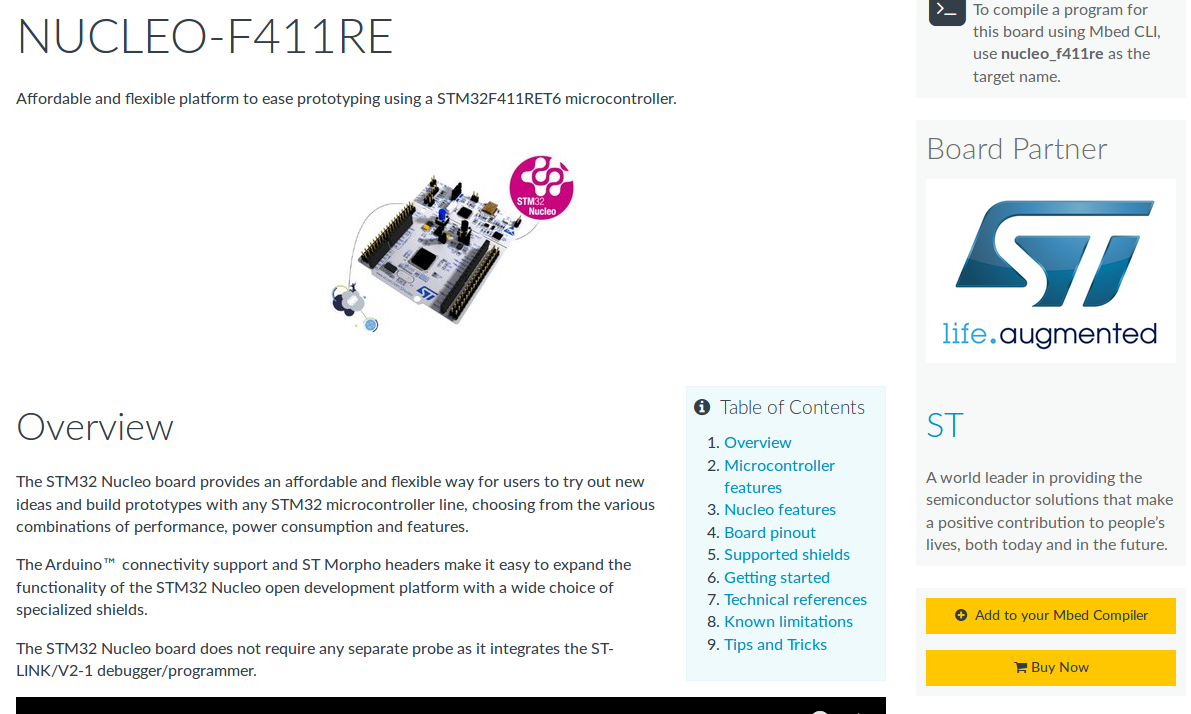 NUCLEO-F411RE
Affordable and flexible platform to ease prototyping using a STM32F411RET6 microcontroller.
STM32
Nucleo
ST
Overview
The STM32 Nucleo board provides an affordable and flexible way for users to try out new
ideas and build prototypes with any STM32 microcontroller line, choosing from the various
combinations of performance, power consumption and features.
The Arduino™ connectivity support and ST Morpho headers make it easy to expand the
functionality of the STM32 Nucleo open development platform with a wide choice of
specialized shields.
The STM32 Nucleo board does not require any separate probe as it integrates the ST-
LINK/V2-1 debugger/programmer.
Table of Contents
1. Overview
2. Microcontroller
features
3. Nucleo features
4. Board pinout
5. Supported shields
6. Getting started
7. Technical references
8. Known limitations
9. Tips and Tricks
To compile a program for
this board using Mbed CLI,
use nucleo_f411re as the
target name.
Board Partner
ST
life.augmented
ST
A world leader in providing the
semiconductor solutions that make
a positive contribution to people's
lives, both today and in the future.
Add to your Mbed Compiler
Buy Now